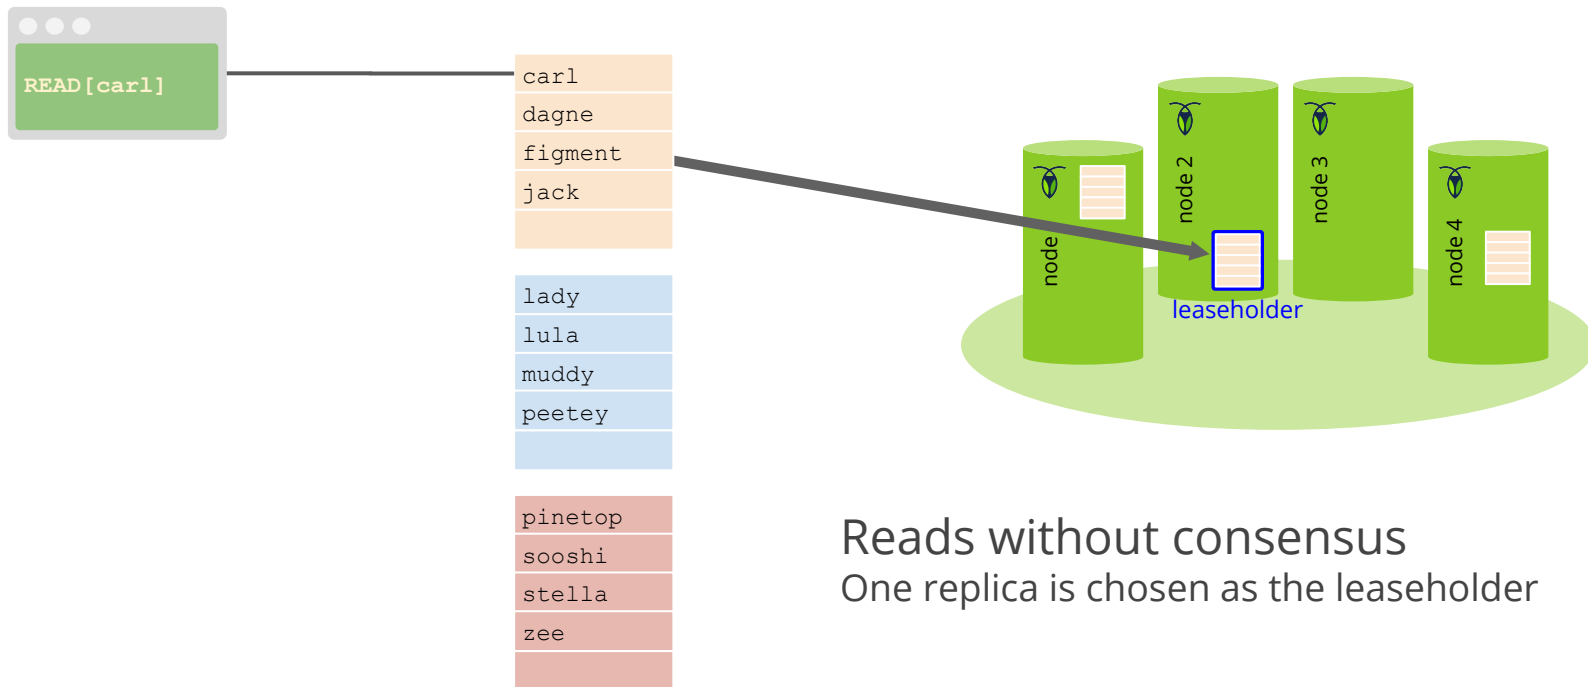 READ[carl]
carl
dagne
figment
jack
lady
lula
muddy
peetey
pinetop
sooshi
stella
zee
node
node 2
node 3
node 4
leaseholder
Reads without consensus
One replica is chosen as the leaseholder